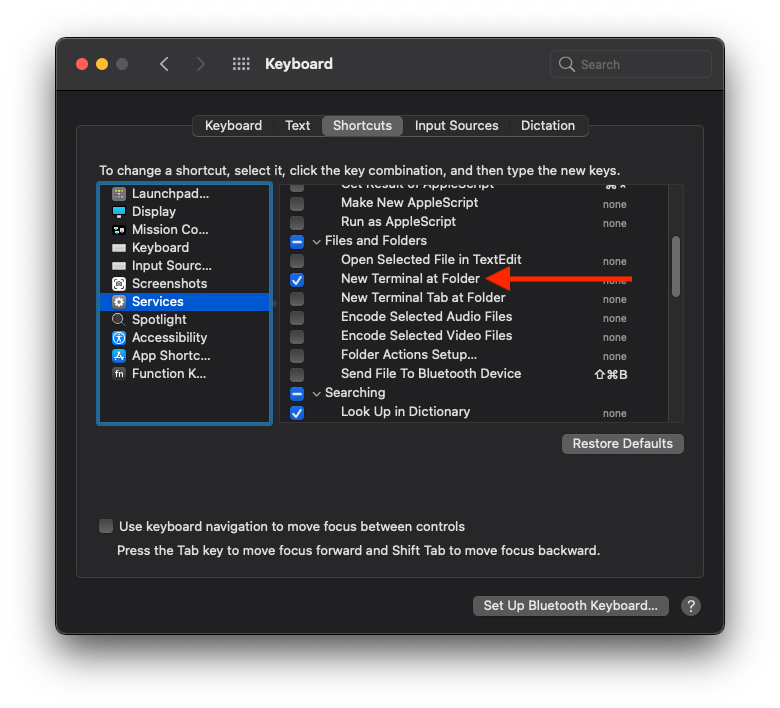 Keyboard
Search
Keyboard Text Shortcuts Input Sources Dictation
To change a shortcut, select it, click the key combination, and then type the new keys.
Launchpad...
Display
Mission Co...
Keyboard
Input Sourc...
Screenshots
Services
Spotlight
Accessibility
App Shortc...
fn Function K...
Get Result of AppleScript
Make New AppleScript none
Run as AppleScript none
Files and Folders
Open Selected File in TextEdit none
New Terminal at Folder none
New Terminal Tab at Folder none
Encode Selected Audio Files none
Encode Selected Video Files none
Folder Actions Setup... none
Send File To Bluetooth Device ⇧⌘B
Searching
Look Up in Dictionary none
Restore Defaults
Use keyboard navigation to move focus between controls
Press the Tab key to move focus forward and Shift Tab to move focus backward.
Set Up Bluetooth Keyboard... ?